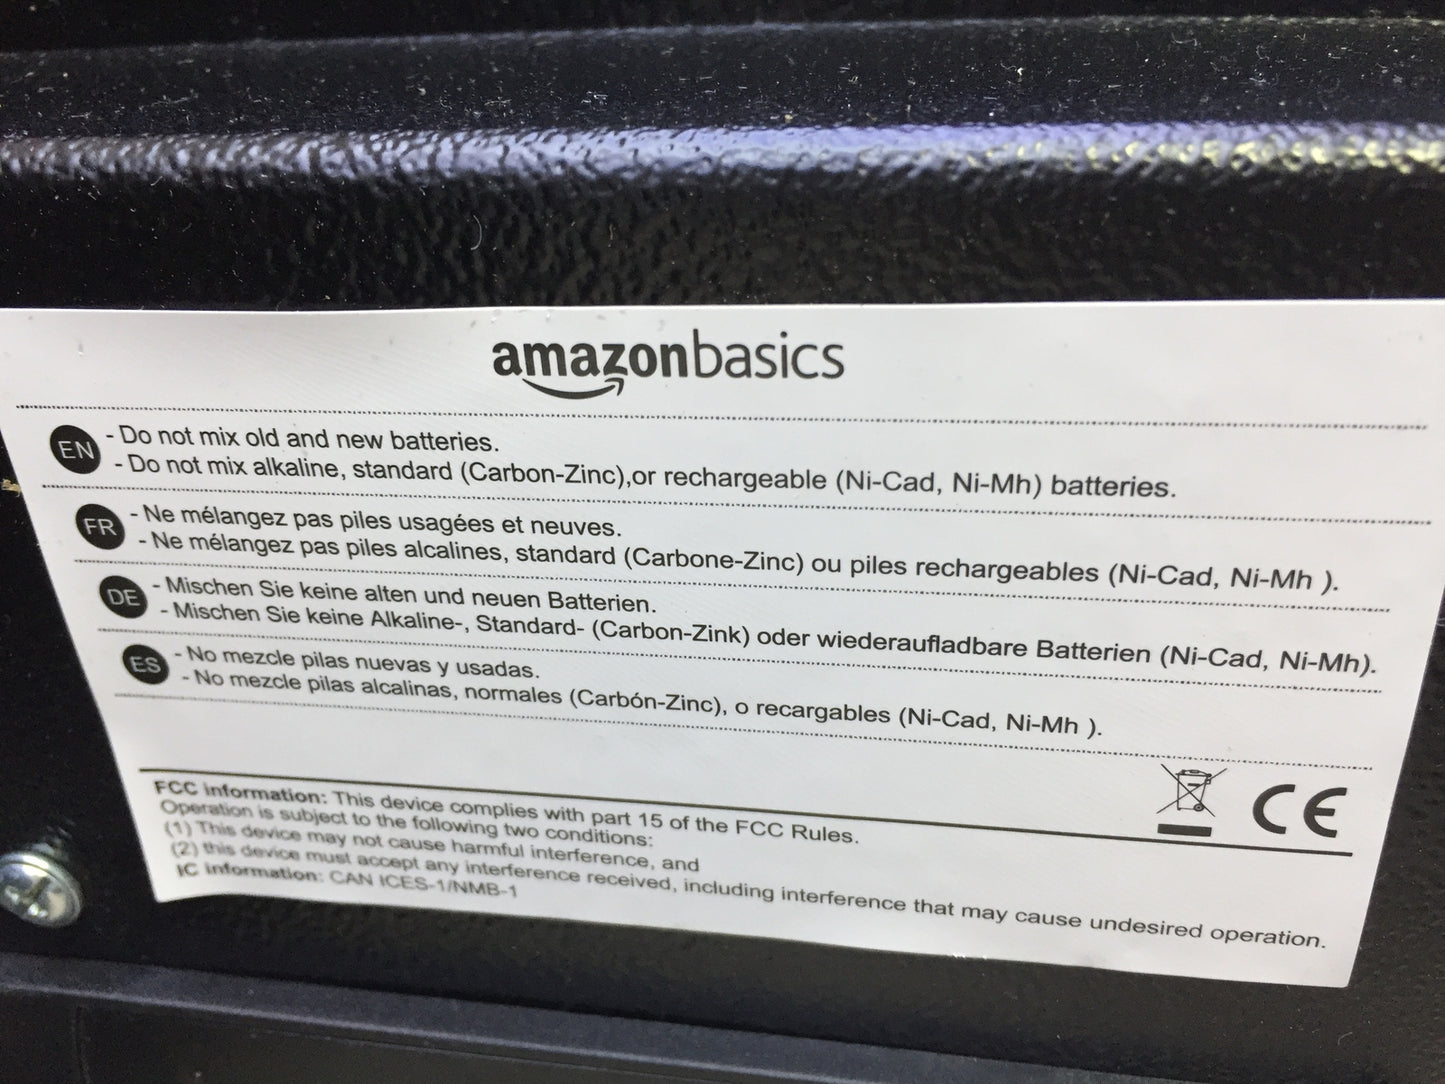 amazonbasics
EN - Do not mix old and new batteries.
- Do not mix alkaline, standard (Carbon-Zinc),or rechargeable (Ni-Cad, Ni-Mh) batteries.
FR - Ne mélangez pas piles usagées et neuves.
- Ne mélangez pas piles alcalines, standard (Carbone-Zinc) ou piles rechargeables (Ni-Cad, Ni-Mh ).
DE - Mischen Sie keine alten und neuen Batterien.
- Mischen Sie keine Alkaline-, Standard- (Carbon-Zink) oder wiederaufladbare Batterien (Ni-Cad, Ni-Mh).
ES - No mezcle pilas nuevas y usadas.
- No mezcle pilas alcalinas, normales (Carbón-Zinc), o recargables (Ni-Cad, Ni-Mh ).
CE
FCC information: This device complies with part 15 of the FCC Rules.
Operation is subject to the following two conditions:
(1) This device may not cause harmful interference, and
(2) this device must accept any interference received, including interference that may cause undesired operation.
IC information: CAN ICES-1/NMB-1